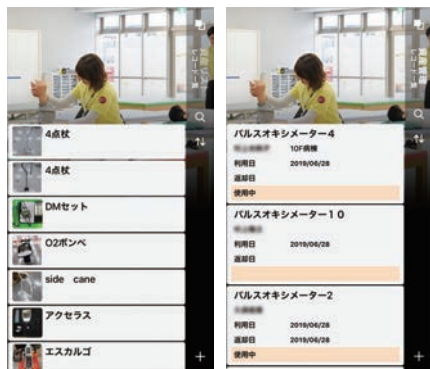 4点杖
4点杖
DMセット
O2ボンベ
side cane
アクセラス
エスカルゴ
パルスオキシメーター4
10F病棟
利用日 2019/06/28
返却日
使用中
パルスオキシメーター10
利用日 2019/06/28
返却日
パルスオキシメーター2
利用日 2019/06/28
返却日
使用中